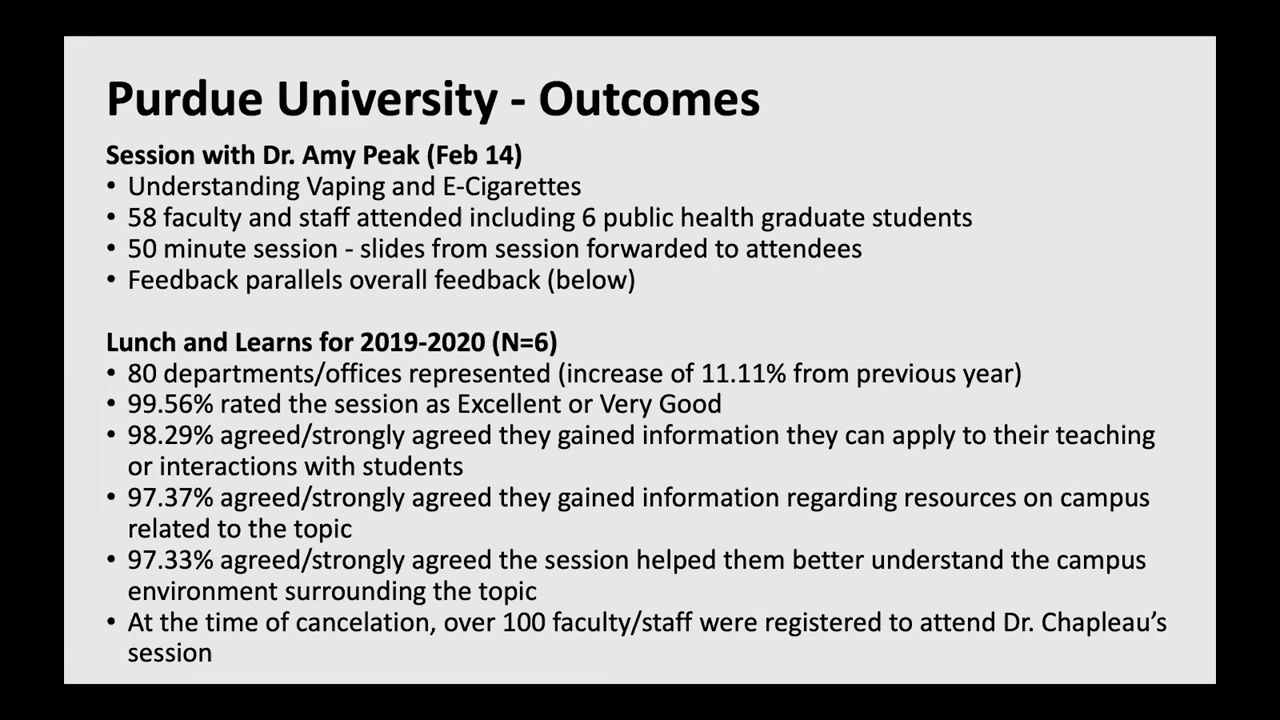 Purdue University - Outcomes
Session with Dr. Amy Peak (Feb 14)
• Understanding Vaping and E-Cigarettes
• 58 faculty and staff attended including 6 public health graduate students
• 50 minute session - slides from session forwarded to attendees
• Feedback parallels overall feedback (below)
Lunch and Learns for 2019-2020 (N=6)
• 80 departments/offices represented (increase of 11.11% from previous year)
• 99.56% rated the session as Excellent or Very Good
• 98.29% agreed/strongly agreed they gained information they can apply to their teaching
or interactions with students
• 97.37% agreed/strongly agreed they gained information regarding resources on campus
related to the topic
• 97.33% agreed/strongly agreed the session helped them better understand the campus
environment surrounding the topic
• At the time of cancelation, over 100 faculty/staff were registered to attend Dr. Chapleau’s
session